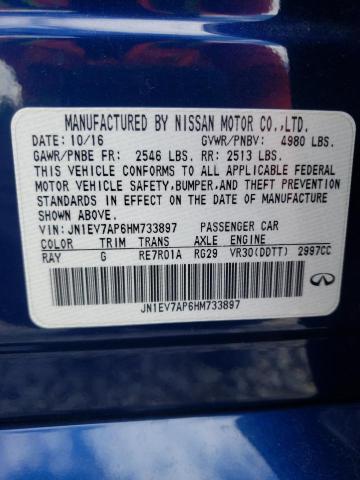 MANUFACTURED BY NISSAN MOTOR CO.,LTD.
DATE: 10/16 GVWR/PNBV: 4980 LBS.
GAWR/PNBE FR: 2546 LBS. RR: 2513 LBS.
THIS VEHICLE CONFORMS TO ALL APPLICABLE FEDERAL
MOTOR VEHICLE SAFETY,BUMPER,AND THEFT PREVENTION
STANDARDS IN EFFECT ON THE DATE OF MANUFACTURE
SHOWN ABOVE.
VIN: JN1EV7AP6HM733897 PASSENGER CAR
COLOR TRIM TRANS AXLE ENGINE
RAY G RE7R01A RG29 VR30(DDTT) 2997CC
JN1EV7AP6HM733897